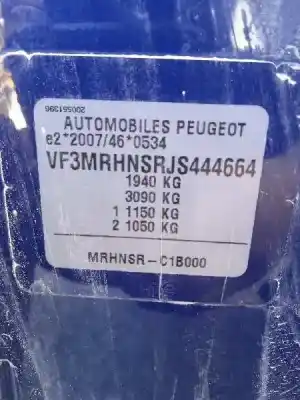 200561396
AUTOMOBILES PEUGEOT
e2*2007/46*0534
VF3MRHNSRJS444664
1940 KG
3090 KG
1 1150 KG
2 1050 KG
MRHNSR-C1B000